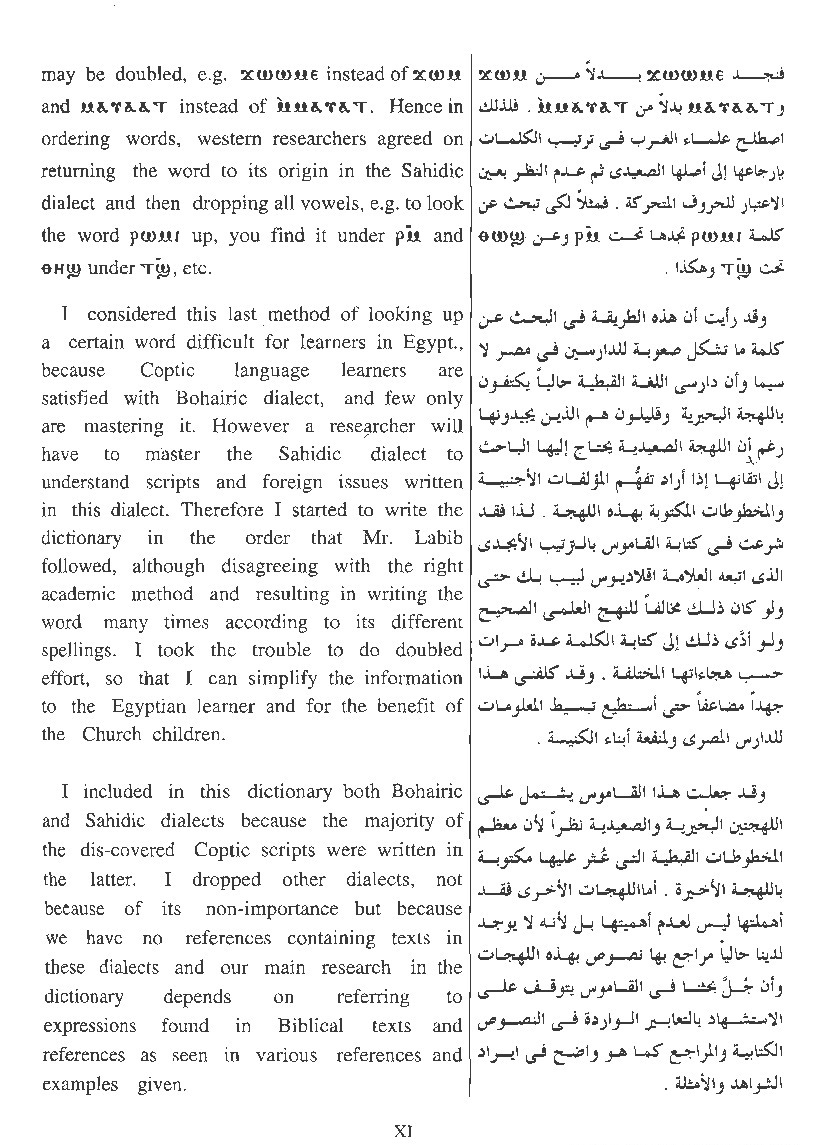 may be doubled, e.g. ϫⲱⲱⲙⲉ instead of ϫⲱⲙ
and ⲙⲁⲩⲁⲁⲧ instead of ⲙ̀ⲙⲁⲩⲁⲧ. Hence in
ordering words, western researchers agreed on
returning the word to its origin in the Sahidic
dialect and then dropping all vowels, e.g. to look
the word ⲣⲱⲙⲓ up, you find it under ⲣⲙ̄ and
ⲑⲏϣ under ⲧϣ̄, etc.
I considered this last method of looking up
a certain word difficult for learners in Egypt.,
because Coptic language learners are
satisfied with Bohairic dialect, and few only
are mastering it. However a researcher will
have to master the Sahidic dialect to
understand scripts and foreign issues written
in this dialect. Therefore I started to write the
dictionary in the order that Mr. Labib
followed, although disagreeing with the right
academic method and resulting in writing the
word many times according to its different
spellings. I took the trouble to do doubled
effort, so that I can simplify the information
to the Egyptian learner and for the benefit of
the Church children.
I included in this dictionary both Bohairic
and Sahidic dialects because the majority of
the dis-covered Coptic scripts were written in
the latter. I dropped other dialects, not
because of its non-importance but because
we have no references containing texts in
these dialects and our main research in the
dictionary depends on referring to
expressions found in Biblical texts and
references as seen in various references and
examples given.
فنجد ϫⲱⲱⲙⲉ بدلاً من ϫⲱⲙ
و ⲙⲁⲩⲁⲁⲧ بدلاً من ⲙ̀ⲙⲁⲩⲁⲧ . فلذلك
اصطلح علماء الغرب فى ترتيب الكلمات
بارجاعها إلى أصلها الصعيدى ثم عدم النظر بعين
الاعتبار للحروف المتحركة . فمثلاً لكى تبحث عن
كلمة ⲣⲱⲙⲓ تجدها تحت ⲣⲙ̄ وعن ⲑⲱϣ
تحت ⲧϣ̄ وهكذا .
وقد رأيت أن هذه الطريقة فى البحث عن
كلمة ما تشكل صعوبة للدارسين فى مصر لا
سيما وأن دارسى اللغة القبطية حالياً يكتفون
باللهجة البحيرية وقليلون هم الذين يجيدونها
رغم أن اللهجة الصعيدية يحتاج إليها الباحث
إلى اتقانها إذا أراد تفهُّم المؤلفات الأجنبية
والمخطوطات المكتوبة بهذه اللهجة . لذا فقد
شرعت فى كتابة القاموس بالترتيب الأبجدى
الذى اتبعه العلامة اقلاديوس لبيب بك حتى
ولو كان ذلك مخالفاً للنهج العلمى الصحيح
ولو أدّى ذلك إلى كتابة الكلمة عدة مرات
حسب هجاءاتها المختلفة . وقد كلفنى هذا
جهداً مضاعفاً حتى أستطيع تبسيط المعلومات
للدارس المصرى ولمنفعة أبناء الكنيسة .
وقد جعلت هذا القاموس يشتمل على
اللهجتين البحيرية والصعيدية نظراً لأن معظم
المخطوطات القبطية التى عُثر عليها مكتوبة
باللهجة الأخيرة . أمااللهجات الأخرى فقد
أهملتها ليس لعدم أهميتها بل لأنه لا يوجد
لدينا حالياً مراجع بها نصوص بهذه اللهجات
وأن جُلّ بحثنا فى القاموس يتوقف على
الاستشهاد بالتعابير الواردة فى النصوص
الكتابية والمراجع كما هو واضح فى ايراد
الشواهد والأمثلة .
XI